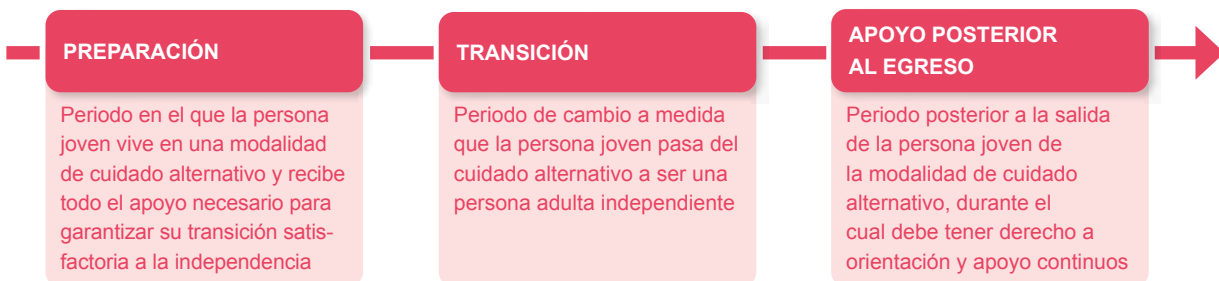 PREPARACIÓN
Periodo en el que la persona
joven vive en una modalidad
de cuidado alternativo y recibe
todo el apoyo necesario para
garantizar su transición satis-
factoria a la independencia
TRANSICIÓN
Periodo de cambio a medida
que la persona joven pasa del
cuidado alternativo a ser una
persona adulta independiente
APOYO POSTERIOR
AL EGRESO
Periodo posterior a la salida
de la persona joven de
la modalidad de cuidado
alternativo, durante el
cual debe tener derecho a
orientación y apoyo continuos